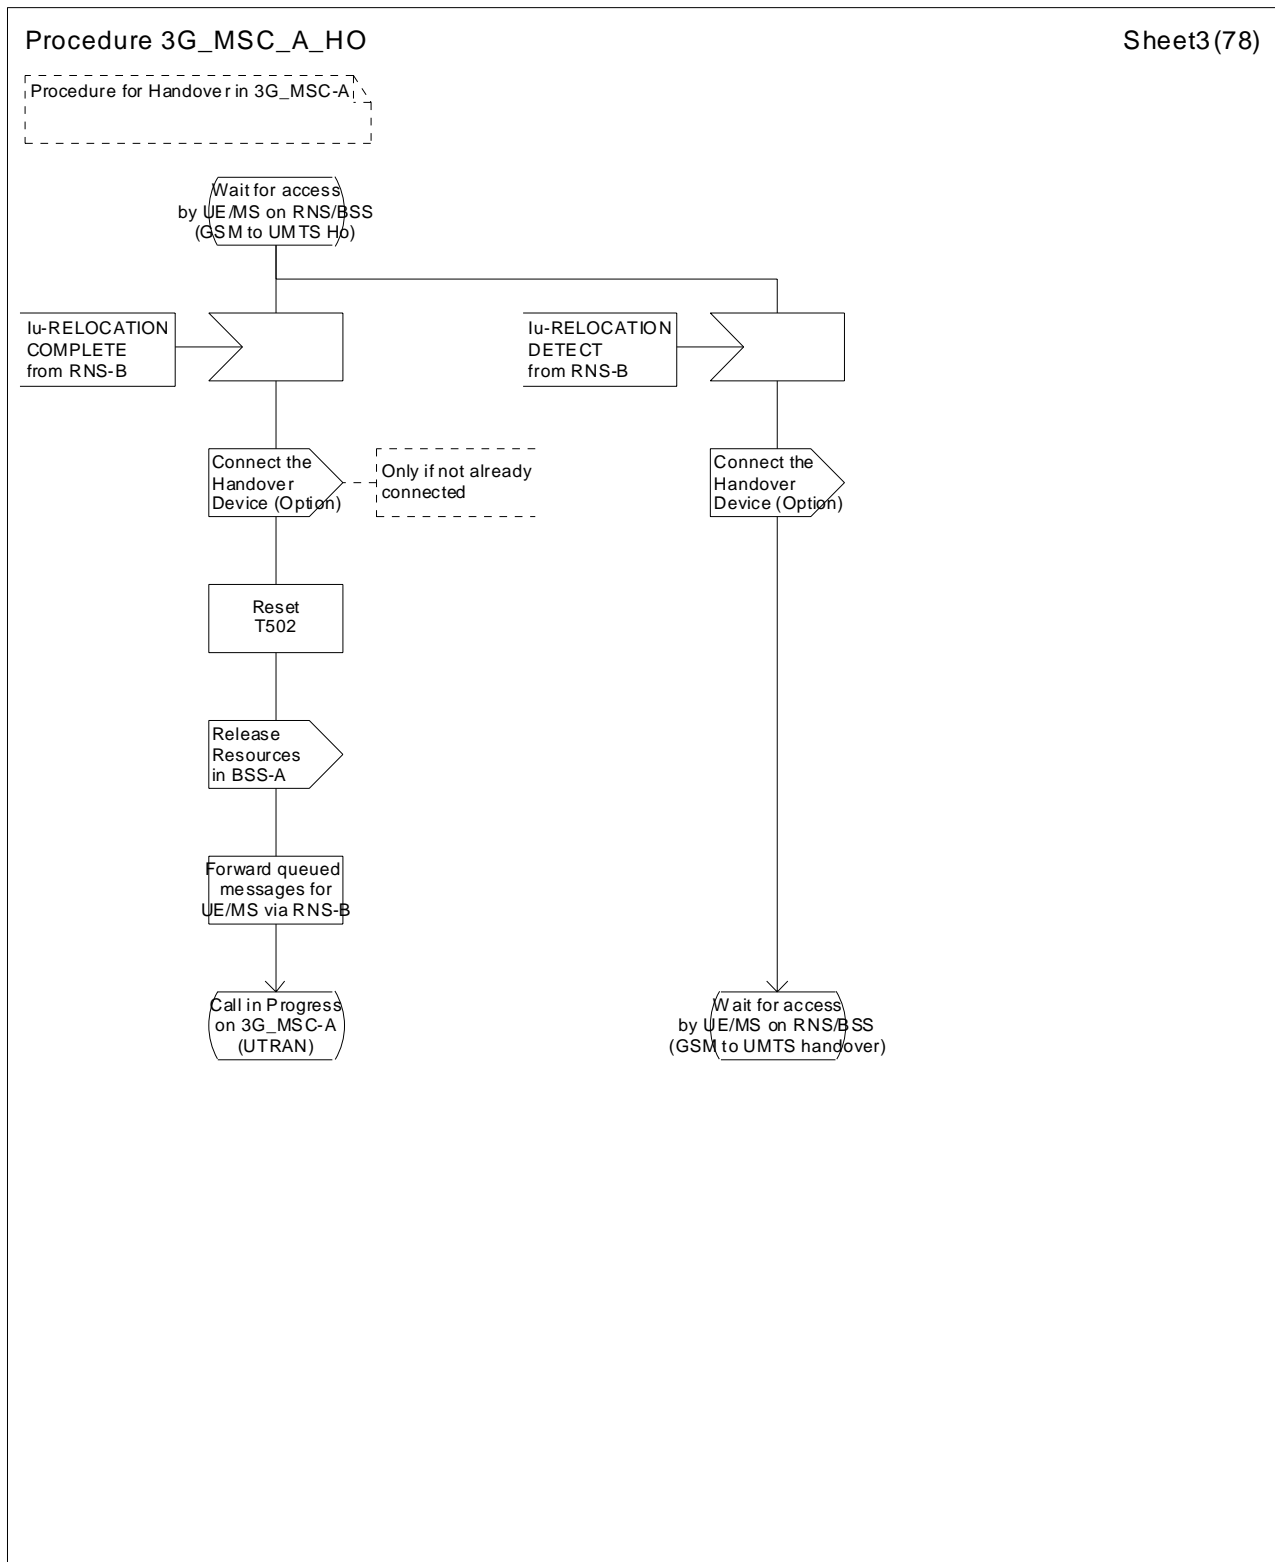 Procedure 3G_MSC_A_HO
Sheet3(78)
Procedure for Handover in 3G_MSC-A
Wait for access
by UE/MS on RNS/BSS
(GSM to UMTS Ho)
Iu-RELOCATION
COMPLETE
from RNS-B
Iu-RELOCATION
DETECT
from RNS-B
Connect the
Handover
Device (Option)
Only if not already
connected
Connect the
Handover
Device (Option)
Reset
T502
Release
Resources
in BSS-A
Forward queued
messages for
UE/MS via RNS-B
Call in Progress
on 3G_MSC-A
(UTRAN)
Wait for access
by UE/MS on RNS/BSS
(GSM to UMTS handover)